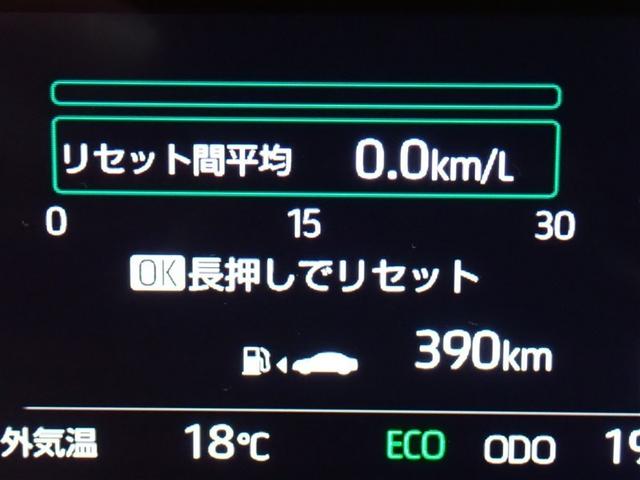 リセット間平均 0.0km/L
0 15 30
OK長押しでリセット
390km
外気温 18℃ ECO ODO 19